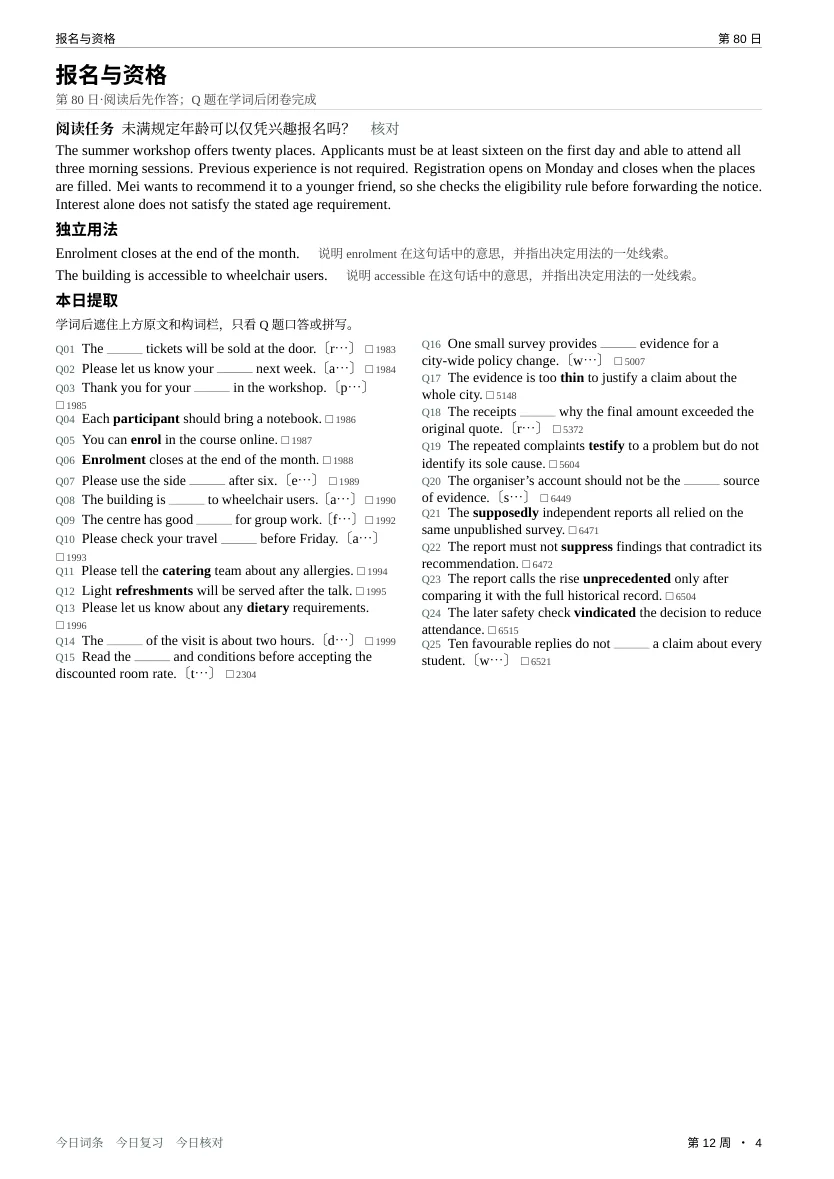 报名与资格 第 80 日
报名与资格
第 80 日·阅读后先作答；Q 题在学词后闭卷完成
阅读任务 未满规定年龄可以仅凭兴趣报名吗？ 核对
The summer workshop offers twenty places. Applicants must be at least sixteen on the first day and able to attend all
three morning sessions. Previous experience is not required. Registration opens on Monday and closes when the places
are filled. Mei wants to recommend it to a younger friend, so she checks the eligibility rule before forwarding the notice.
Interest alone does not satisfy the stated age requirement.
独立用法
Enrolment closes at the end of the month. 说明 enrolment 在这句话中的意思，并指出决定用法的一处线索。
The building is accessible to wheelchair users. 说明 accessible 在这句话中的意思，并指出决定用法的一处线索。
本日提取
学词后遮住上方原文和构词栏，只看 Q 题口答或拼写。
Q01 The _____ tickets will be sold at the door.〔r···〕 □ 1983
Q02 Please let us know your _____ next week.〔a···〕 □ 1984
Q03 Thank you for your _____ in the workshop.〔p···〕
□ 1985
Q04 Each participant should bring a notebook. □ 1986
Q05 You can enrol in the course online. □ 1987
Q06 Enrolment closes at the end of the month. □ 1988
Q07 Please use the side _____ after six.〔e···〕 □ 1989
Q08 The building is _____ to wheelchair users.〔a···〕 □ 1990
Q09 The centre has good _____ for group work.〔f···〕 □ 1992
Q10 Please check your travel _____ before Friday.〔a···〕
□ 1993
Q11 Please tell the catering team about any allergies. □ 1994
Q12 Light refreshments will be served after the talk. □ 1995
Q13 Please let us know about any dietary requirements.
□ 1996
Q14 The _____ of the visit is about two hours.〔d···〕 □ 1999
Q15 Read the _____ and conditions before accepting the
discounted room rate.〔t···〕 □ 2304
Q16 One small survey provides _____ evidence for a
city-wide policy change.〔w···〕 □ 5007
Q17 The evidence is too thin to justify a claim about the
whole city. □ 5148
Q18 The receipts _____ why the final amount exceeded the
original quote.〔r···〕 □ 5372
Q19 The repeated complaints testify to a problem but do not
identify its sole cause. □ 5604
Q20 The organiser’s account should not be the _____ source
of evidence.〔s···〕 □ 6449
Q21 The supposedly independent reports all relied on the
same unpublished survey. □ 6471
Q22 The report must not suppress findings that contradict its
recommendation. □ 6472
Q23 The report calls the rise unprecedented only after
comparing it with the full historical record. □ 6504
Q24 The later safety check vindicated the decision to reduce
attendance. □ 6515
Q25 Ten favourable replies do not _____ a claim about every
student.〔w···〕 □ 6521
今日词条 今日复习 今日核对 第 12 周 · 4